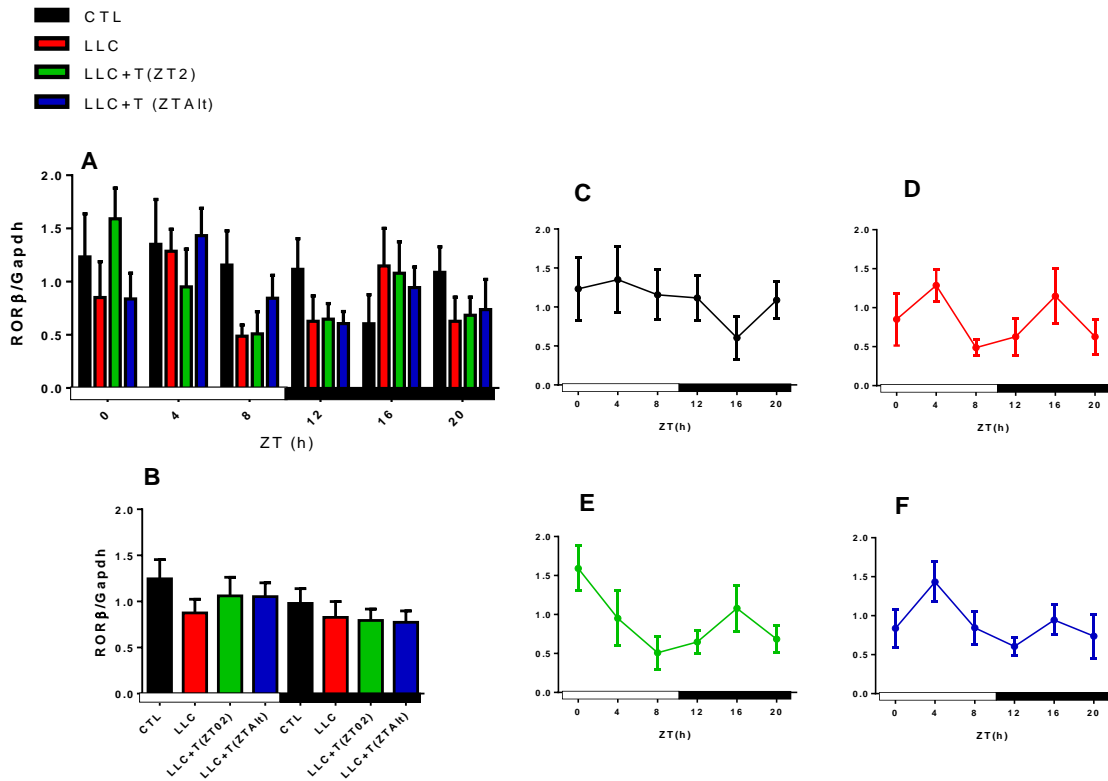 CTL
LLC
LLC+T(ZT2)
LLC+T (ZTAlt)
A
RORβ/Gapdh
2.0
1.5
1.0
0.5
0.0
0
4
8
12
16
20
ZT (h)
B
RORβ/Gapdh
2.0
1.5
1.0
0.5
0.0
CTL
LLC
LLC+T(ZT02)
LLC+T(ZTAlt)
CTL
LLC
LLC+T(ZT02)
LLC+T(ZTAlt)
C
2.0
1.5
1.0
0.5
0.0
0 4 8 12 16 20
ZT(h)
D
2.0
1.5
1.0
0.5
0.0
0 4 8 12 16 20
ZT(h)
E
2.0
1.5
1.0
0.5
0.0
0 4 8 12 16 20
ZT(h)
F
2.0
1.5
1.0
0.5
0.0
0 4 8 12 16 20
ZT(h)